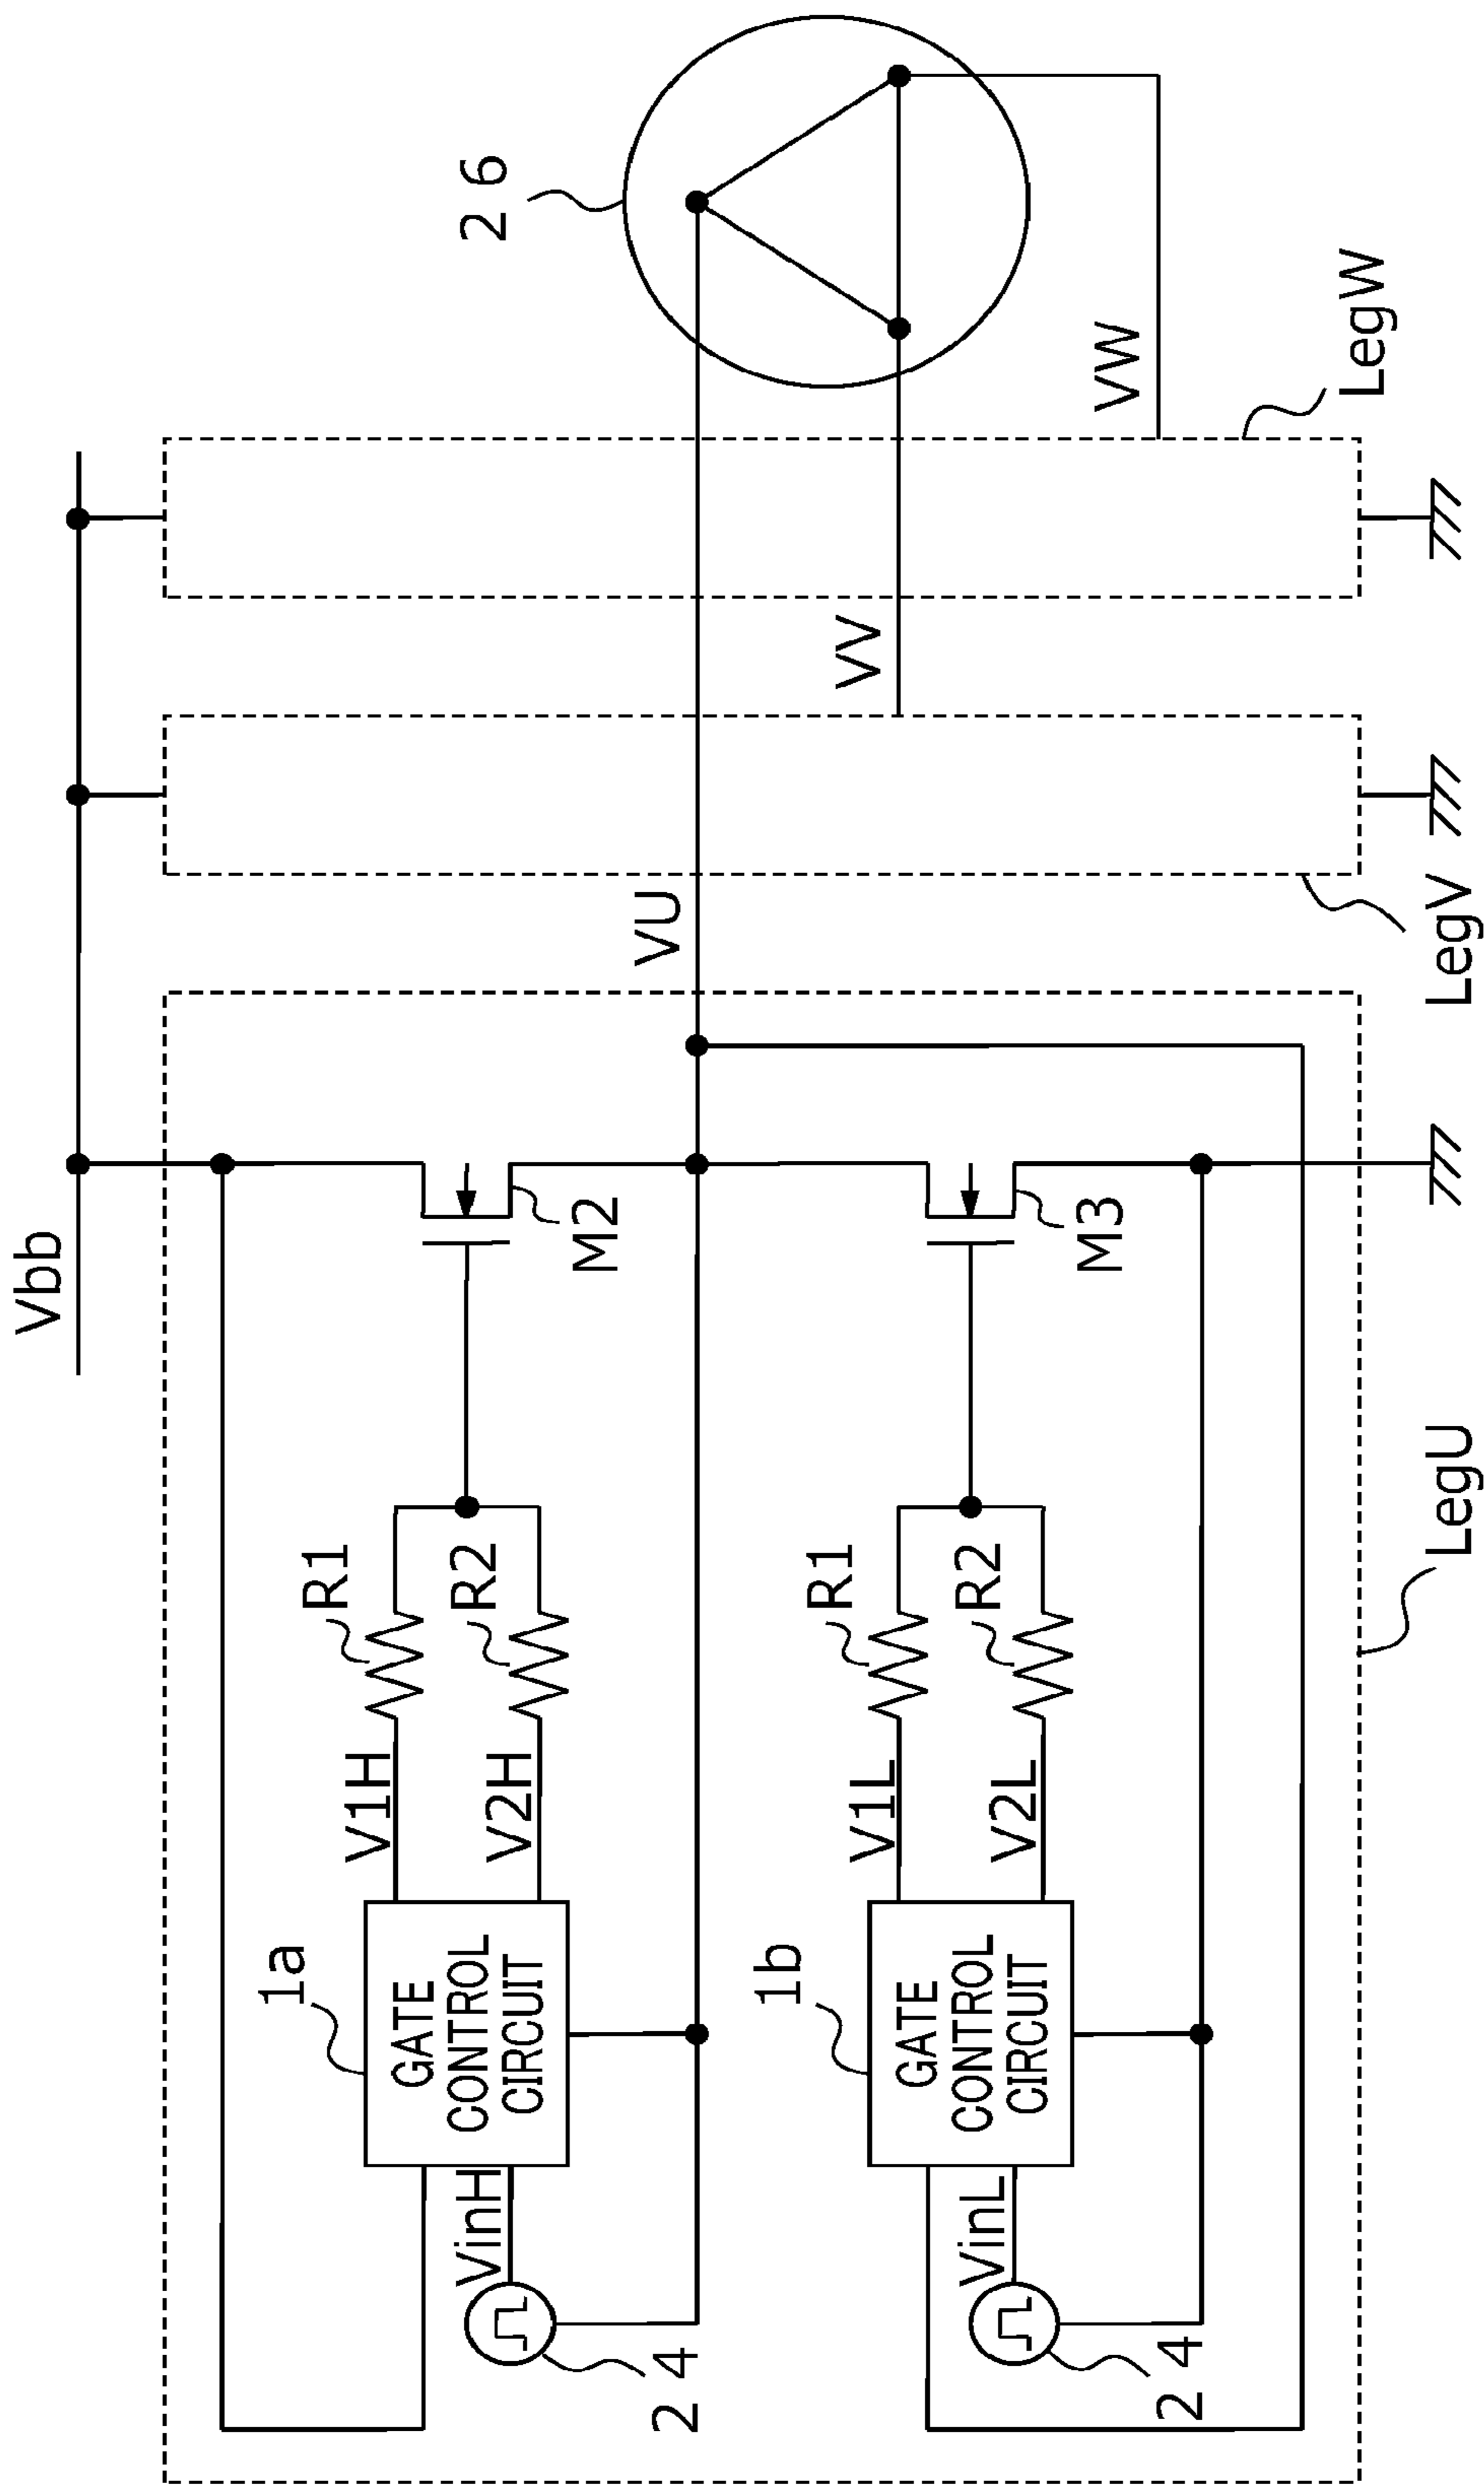 Vbb
LegU
1a
GATE
CONTROL
CIRCUIT
VinH
24
V1H
V2H
R1
R2
M2
1b
GATE
CONTROL
CIRCUIT
VinL
24
V1L
V2L
R1
R2
M3
VU
LegV
VV
LegW
VW
26